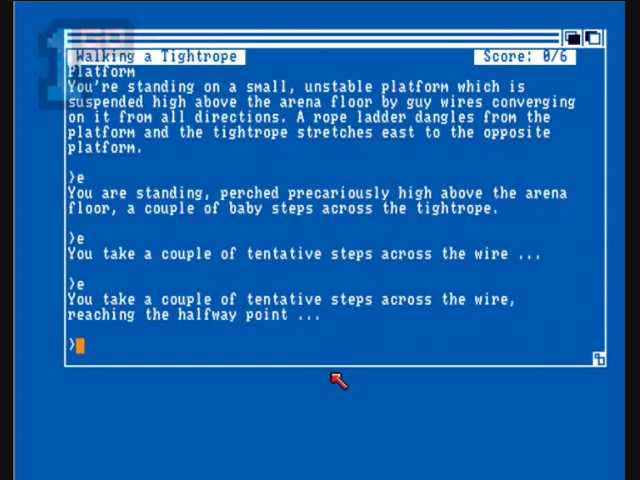 Walking a Tightrope Score: 0/6
Platform
You're standing on a small, unstable platform which is
suspended high above the arena floor by guy wires converging
on it from all directions. A rope ladder dangles from the
platform and the tightrope stretches east to the opposite
platform.
>e
You are standing, perched precariously high above the arena
floor, a couple of baby steps across the tightrope.
>e
You take a couple of tentative steps across the wire ...
>e
You take a couple of tentative steps across the wire,
reaching the halfway point ...
>